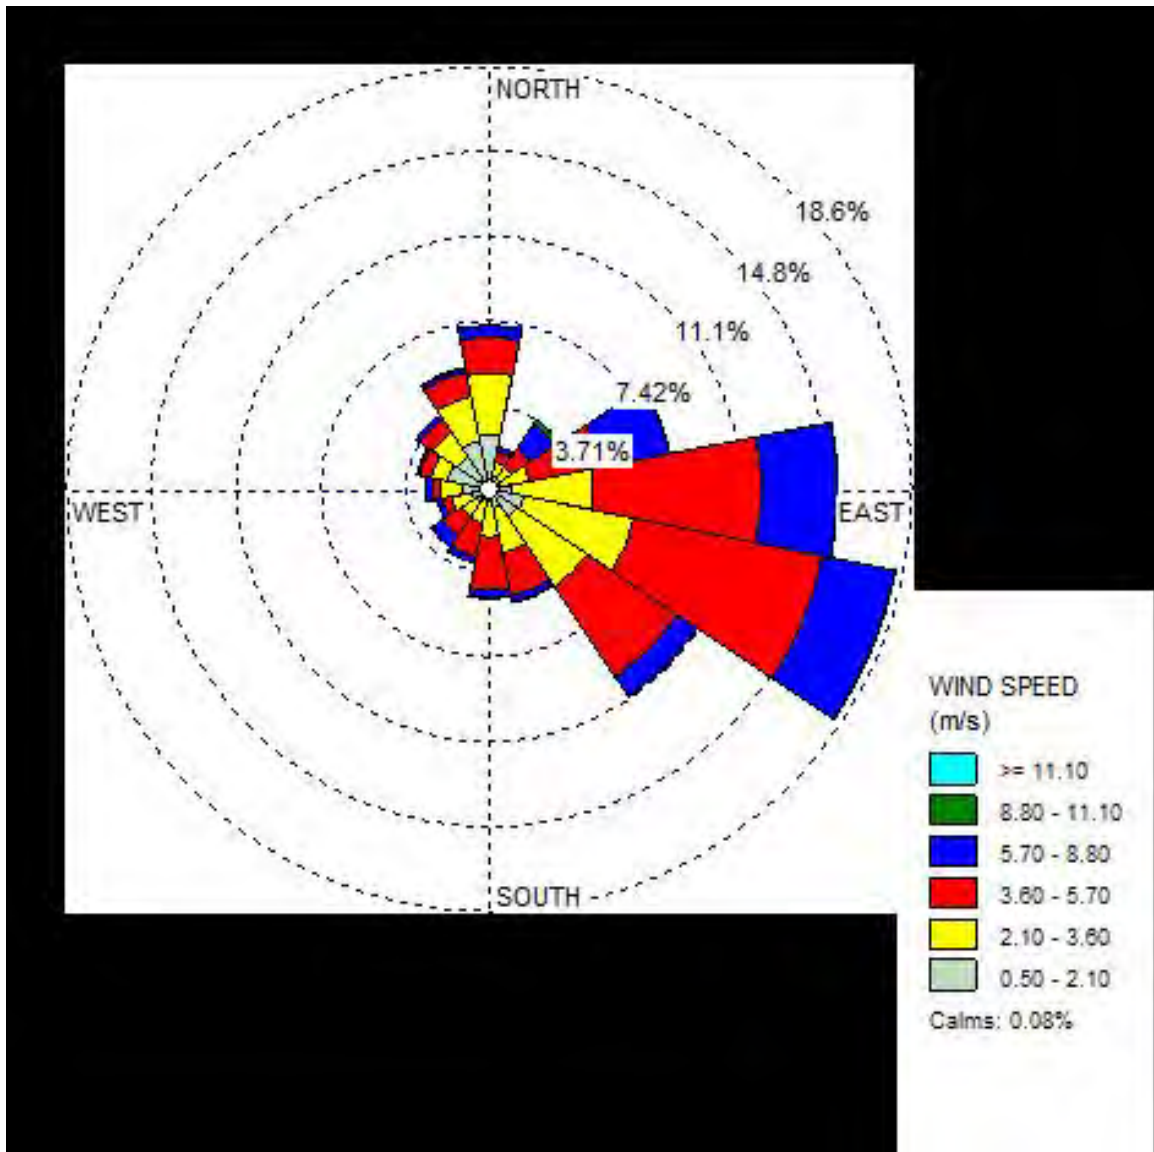 NORTH
18.6%
14.8%
11.1%
7.42%
3.71%
WEST
EAST
SOUTH
WIND SPEED
(m/s)
>= 11.10
8.80 - 11.10
5.70 - 8.80
3.60 - 5.70
2.10 - 3.60
0.50 - 2.10
Calms: 0.08%